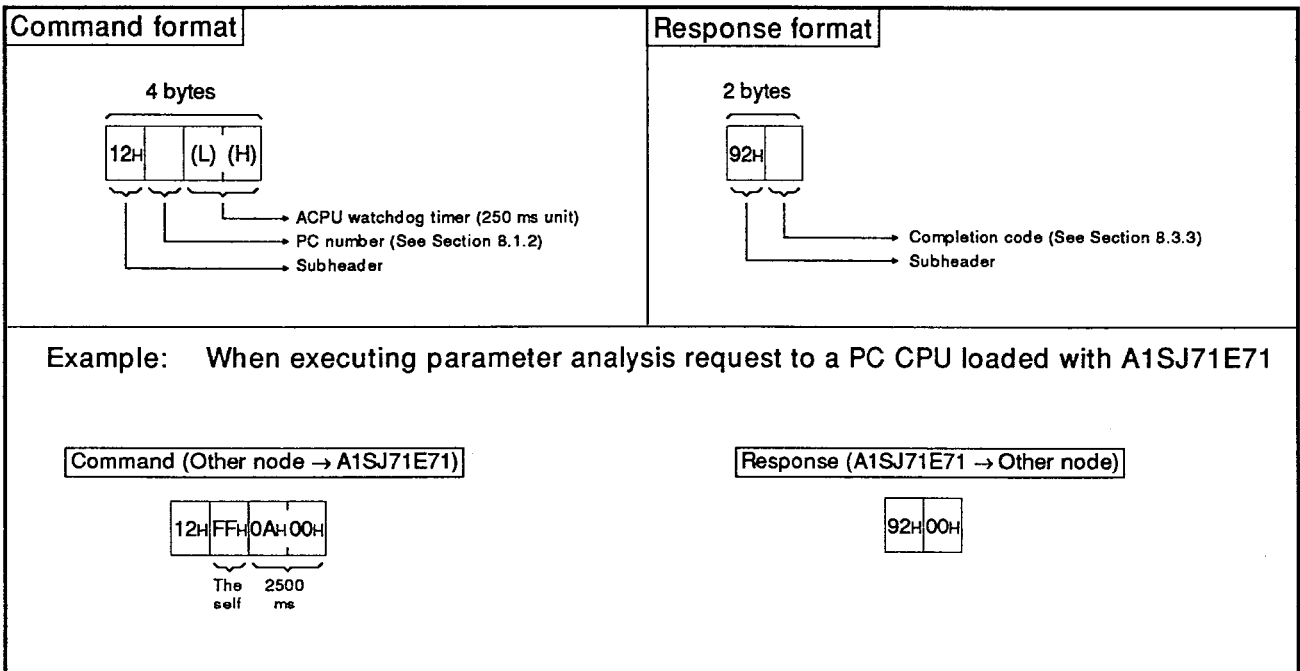 Command format
4 bytes
12H (L) (H)
ACPU watchdog timer (250 ms unit)
PC number (See Section 8.1.2)
Subheader
Response format
2 bytes
92H
Completion code (See Section 8.3.3)
Subheader
Example: When executing parameter analysis request to a PC CPU loaded with A1SJ71E71
Command (Other node → A1SJ71E71)
12H FFH 0AH 00H
The self
2500 ms
Response (A1SJ71E71 → Other node)
92H 00H